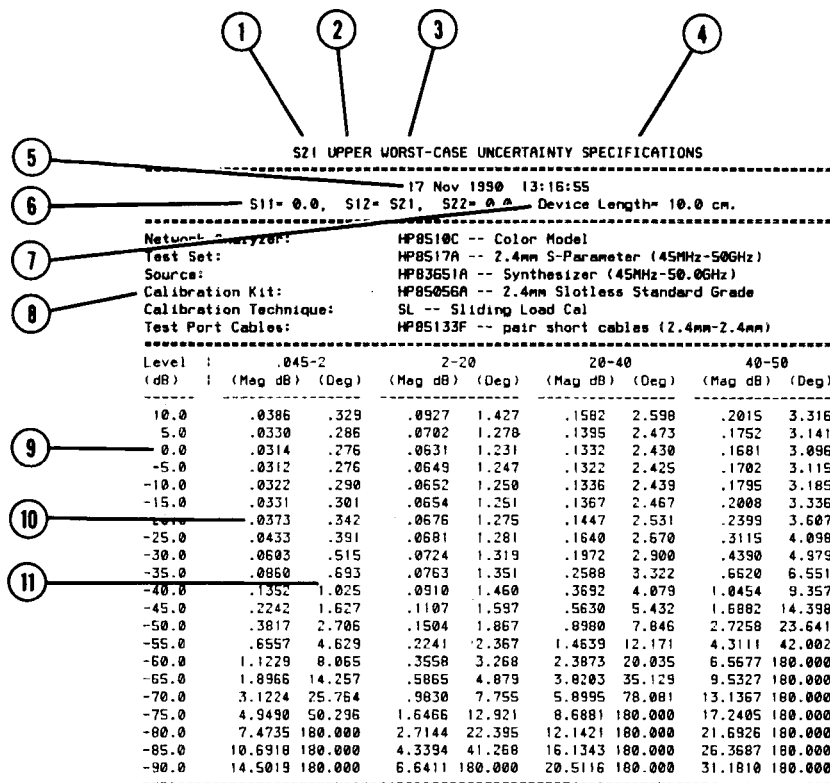 1 2 3 4
S21 UPPER WORST-CASE UNCERTAINTY SPECIFICATIONS
5
17 Nov 1990 13:16:55
6
S11= 0.0, S12= S21, S22= 0.0 Device Length= 10.0 cm.
7
Network Analyzer: HP8510C -- Color Model
Test Set: HP8517A -- 2.4mm S-Parameter (45MHz-50GHz)
Source: HP83651A -- Synthesizer (45MHz-50.0GHz)
8
Calibration Kit: HP85056A -- 2.4mm Slotless Standard Grade
Calibration Technique: SL -- Sliding Load Cal
Test Port Cables: HP85133F -- pair short cables (2.4mm-2.4mm)
Level | .045-2 2-20 20-40 40-50
(dB) | (Mag dB) (Deg) (Mag dB) (Deg) (Mag dB) (Deg) (Mag dB) (Deg)
10.0 .0386 .329 .0927 1.427 .1582 2.598 .2015 3.316
5.0 .0330 .286 .0702 1.278 .1395 2.473 .1752 3.141
9
0.0 .0314 .276 .0631 1.231 .1332 2.430 .1681 3.096
-5.0 .0312 .276 .0649 1.247 .1322 2.425 .1702 3.115
-10.0 .0322 .290 .0652 1.250 .1336 2.439 .1795 3.185
-15.0 .0331 .301 .0654 1.251 .1367 2.467 .2008 3.336
10
-20.0 .0373 .342 .0676 1.275 .1447 2.531 .2399 3.607
-25.0 .0433 .391 .0681 1.281 .1640 2.670 .3115 4.098
-30.0 .0603 .515 .0724 1.319 .1972 2.900 .4390 4.979
-35.0 .0860 .693 .0763 1.351 .2588 3.322 .6620 6.551
11
-40.0 .1352 1.025 .0910 1.460 .3692 4.079 1.0454 9.357
-45.0 .2242 1.627 .1107 1.597 .5630 5.432 1.6882 14.398
-50.0 .3817 2.706 .1504 1.867 .8980 7.846 2.7258 23.641
-55.0 .6557 4.629 .2241 2.367 1.4639 12.171 4.3111 42.002
-60.0 1.1229 8.065 .3558 3.268 2.3873 20.035 6.5677 180.000
-65.0 1.8966 14.257 .5865 4.879 3.8203 35.129 9.5327 180.000
-70.0 3.1224 25.764 .9830 7.755 5.8995 78.081 13.1367 180.000
-75.0 4.9490 50.296 1.6466 12.921 8.6881 180.000 17.2405 180.000
-80.0 7.4735 180.000 2.7144 22.395 12.1421 180.000 21.6926 180.000
-85.0 10.6918 180.000 4.3394 41.268 16.1343 180.000 26.3687 180.000
-90.0 14.5019 180.000 6.6411 180.000 20.5116 180.000 31.1810 180.000